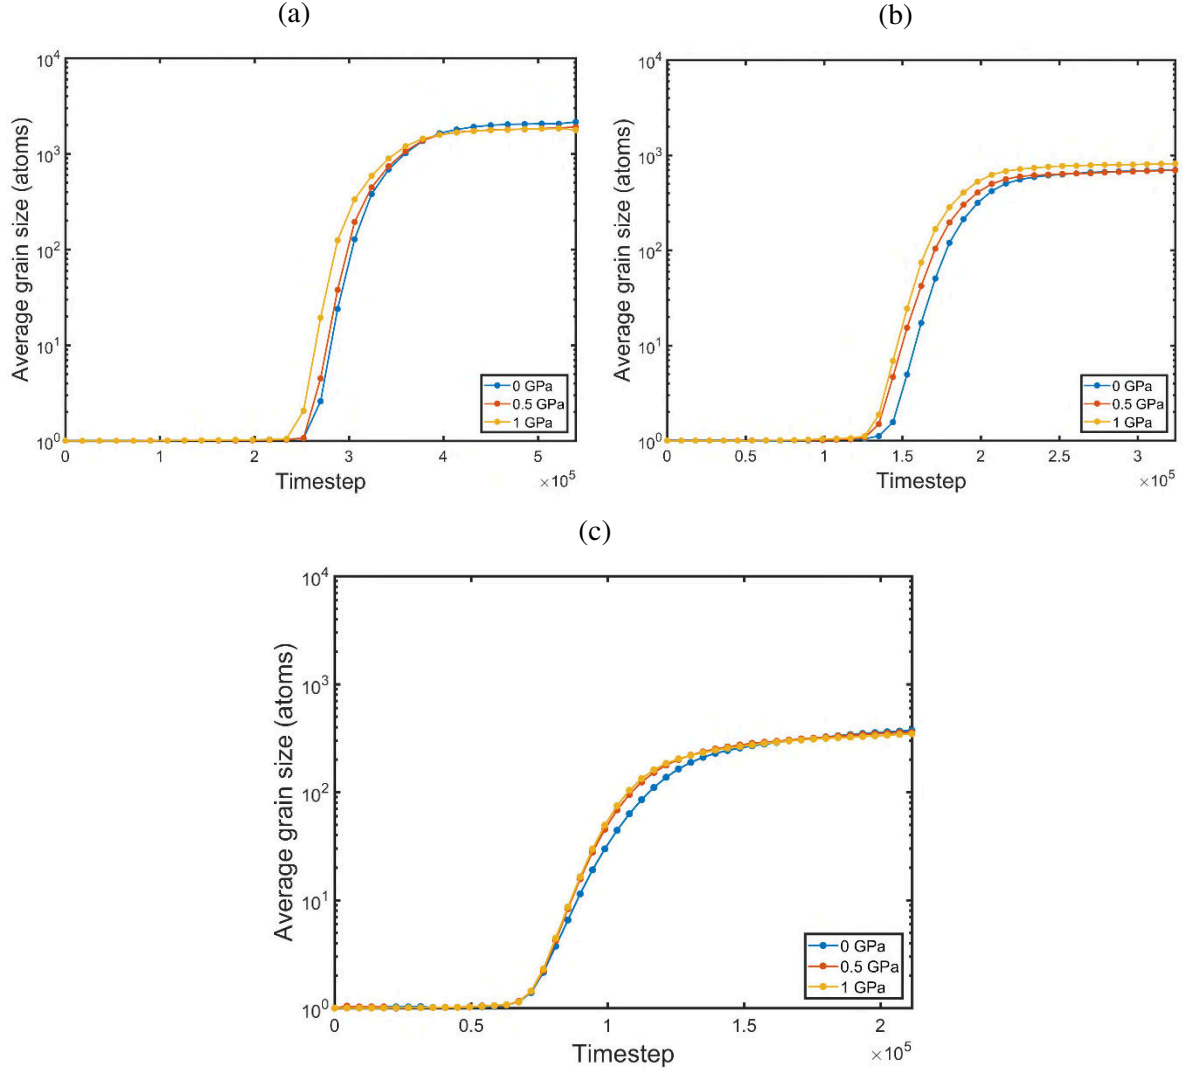 (a)
(b)
Average grain size (atoms)
10^4
10^3
10^2
10^1
10^0
0 GPa
0.5 GPa
1 GPa
0 1 2 3 4 5
Timestep
×10^5
Average grain size (atoms)
10^4
10^3
10^2
10^1
10^0
0 GPa
0.5 GPa
1 GPa
0 0.5 1 1.5 2 2.5 3
Timestep
×10^5
(c)
Average grain size (atoms)
10^4
10^3
10^2
10^1
10^0
0 GPa
0.5 GPa
1 GPa
0 0.5 1 1.5 2
Timestep
×10^5